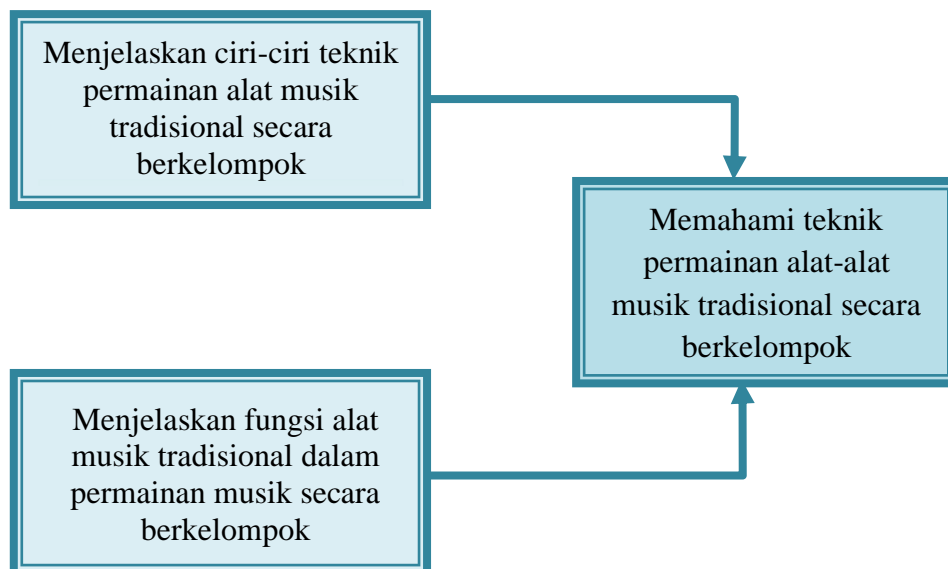 Menjelaskan ciri-ciri teknik
permainan alat musik
tradisional secara
berkelompok
Memahami teknik
permainan alat-alat
musik tradisional secara
berkelompok
Menjelaskan fungsi alat
musik tradisional dalam
permainan musik secara
berkelompok